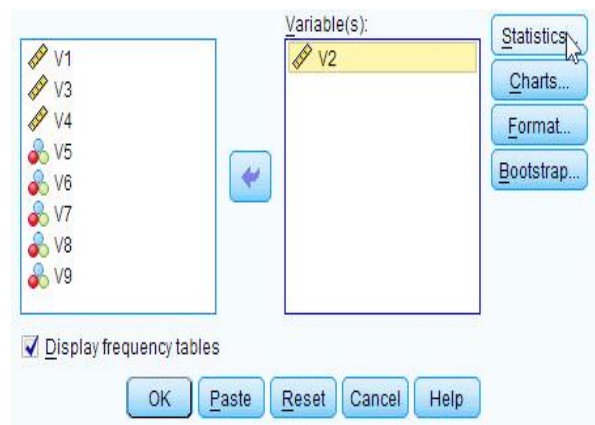 Variable(s):
V1
V3
V4
V5
V6
V7
V8
V9
V2
Statistics...
Charts...
Format...
Bootstrap...
Display frequency tables
OK Paste Reset Cancel Help